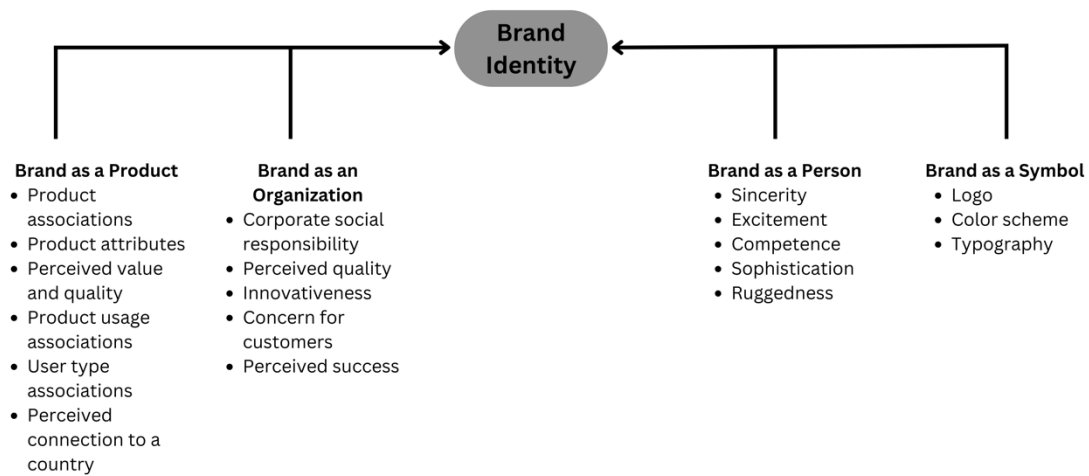 Brand
Identity
Brand as a Product
• Product
associations
• Product attributes
• Perceived value
and quality
• Product usage
associations
• User type
associations
• Perceived
connection to a
country
Brand as an
Organization
• Corporate social
responsibility
• Perceived quality
• Innovativeness
• Concern for
customers
• Perceived success
Brand as a Person
• Sincerity
• Excitement
• Competence
• Sophistication
• Ruggedness
Brand as a Symbol
• Logo
• Color scheme
• Typography